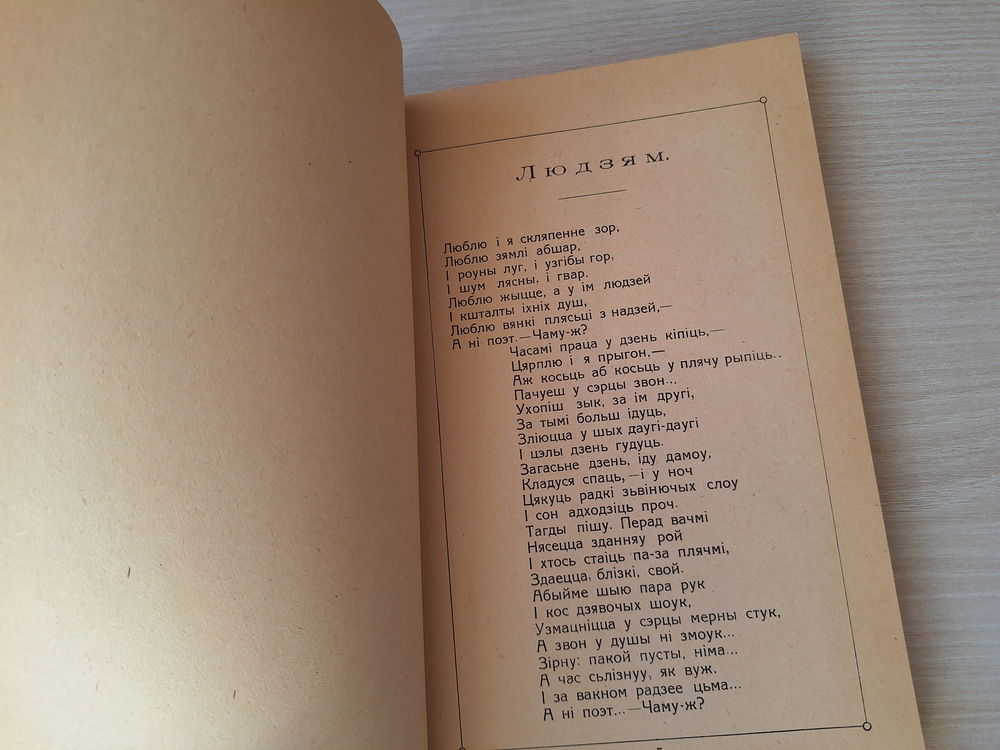 Людзям.
Люблю і я скляпенне зор,
Люблю зямлі абшар,
І роуны луг, і узгібы гор,
І шум лясны, і гвар.
Люблю жыцце, а у ім людзей
І кшталты іхніх душ,
Люблю вянкі плясьці з надзей,—
А ні поэт.—Чаму-ж?
Часамі праца у дзень кіпіць,—
Цярплю і я прыгон,—
Аж косьць аб косьць у плячу рыпіць..
Пачуеш у сэрцы звон...
Ухопіш зык, за ім другі,
За тымі больш ідуць,
Зліюцца у шых даугі-даугі
І цэлы дзень гудуць.
Загасьне дзень, іду дамоу,
Кладуся спаць,—і у ноч
Цякуць радкі зьвінючых слоу
І сон адходзіць проч.
Тагды пішу. Перад вачмі
Нясецца зданняу рой
І хтось стаіць па-за плячмі,
Здаецца, блізкі, свой.
Абыйме шыю пара рук
І кос дзявочых шоук,
Узмацніцца у сэрцы мерны стук,
А звон у душы ні змоук...
Зірну: пакой пусты, німа...
А час сьлізнуу, як вуж.
І за вакном радзее цьма...
А ні поэт...—Чаму-ж?